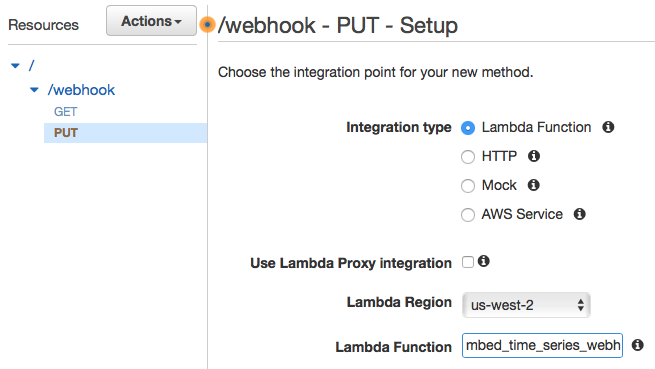 Resources
Actions
/
/webhook
GET
PUT
/webhook - PUT - Setup
Choose the integration point for your new method.
Integration type
Lambda Function
HTTP
Mock
AWS Service
Use Lambda Proxy integration
Lambda Region
us-west-2
Lambda Function
mbed_time_series_webh